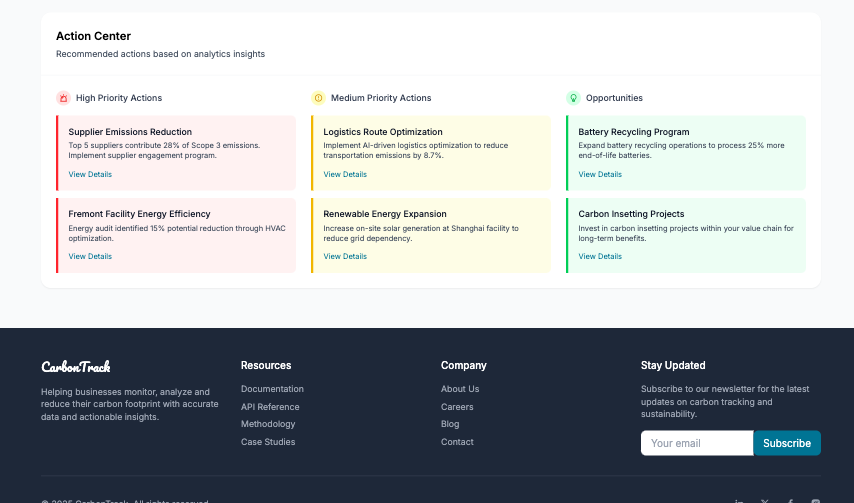 Action Center
Recommended actions based on analytics insights
High Priority Actions
Supplier Emissions Reduction
Top 5 suppliers contribute 28% of Scope 3 emissions.
Implement supplier engagement program.
View Details
Fremont Facility Energy Efficiency
Energy audit identified 15% potential reduction through HVAC
optimization.
View Details
Medium Priority Actions
Logistics Route Optimization
Implement AI-driven logistics optimization to reduce
transportation emissions by 8.7%.
View Details
Renewable Energy Expansion
Increase on-site solar generation at Shanghai facility to
reduce grid dependency.
View Details
Opportunities
Battery Recycling Program
Expand battery recycling operations to process 25% more
end-of-life batteries.
View Details
Carbon Insetting Projects
Invest in carbon insetting projects within your value chain for
long-term benefits.
View Details
CarbonTrack
Helping businesses monitor, analyze and
reduce their carbon footprint with accurate
data and actionable insights.
Resources
Documentation
API Reference
Methodology
Case Studies
Company
About Us
Careers
Blog
Contact
Stay Updated
Subscribe to our newsletter for the latest
updates on carbon tracking and
sustainability.
Your email
Subscribe
© 2025 CarbonTrack. All rights reserved.